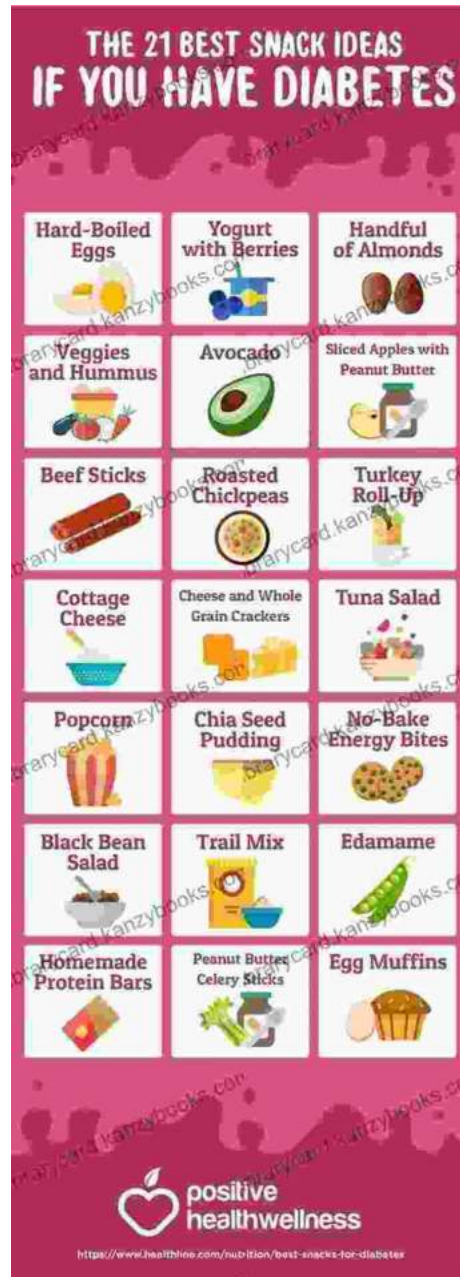 THE 21 BEST SNACK IDEAS
IF YOU HAVE DIABETES
Hard-Boiled
Eggs
Yogurt
with Berries
Handful
of Almonds
Veggies
and Hummus
Avocado
Sliced Apples with
Peanut Butter
Beef Sticks
Roasted
Chickpeas
Turkey
Roll-Up
Cottage
Cheese
Cheese and Whole
Grain Crackers
Tuna Salad
Popcorn
Chia Seed
Pudding
No-Bake
Energy Bites
Black Bean
Salad
Trail Mix
Edamame
Homemade
Protein Bars
Peanut Butter
Celery Sticks
Egg Muffins
positive
healthwellness
https://www.healthline.com/nutrition/best-snacks-for-diabetes